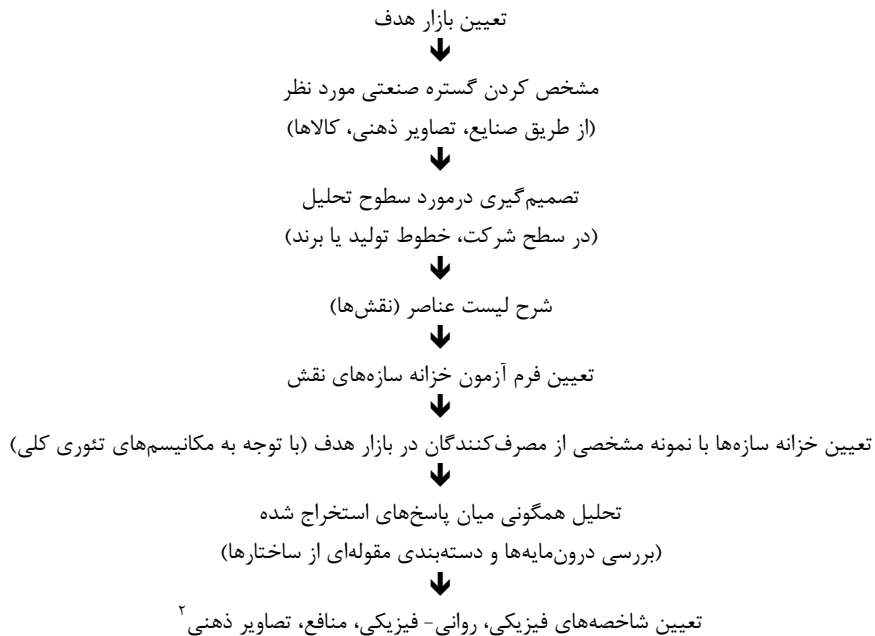 تعیین بازار هدف
مشخص کردن گستره صنعتی مورد نظر
(از طریق صنایع، تصاویر ذهنی، کالاها)
تصمیم‌گیری درمورد سطوح تحلیل
(در سطح شرکت، خطوط تولید یا برند)
شرح لیست عناصر (نقش‌ها)
تعیین فرم آزمون خزانه سازه‌های نقش
تعیین خزانه سازه‌ها با نمونه مشخصی از مصرف‌کنندگان در بازار هدف (با توجه به مکانیسم‌های تئوری کلی)
تحلیل همگونی میان پاسخ‌های استخراج شده
(بررسی درون‌مایه‌ها و دسته‌بندی مقوله‌ای از ساختارها)
تعیین شاخصه‌های فیزیکی، روانی- فیزیکی، منافع، تصاویر ذهنی۲